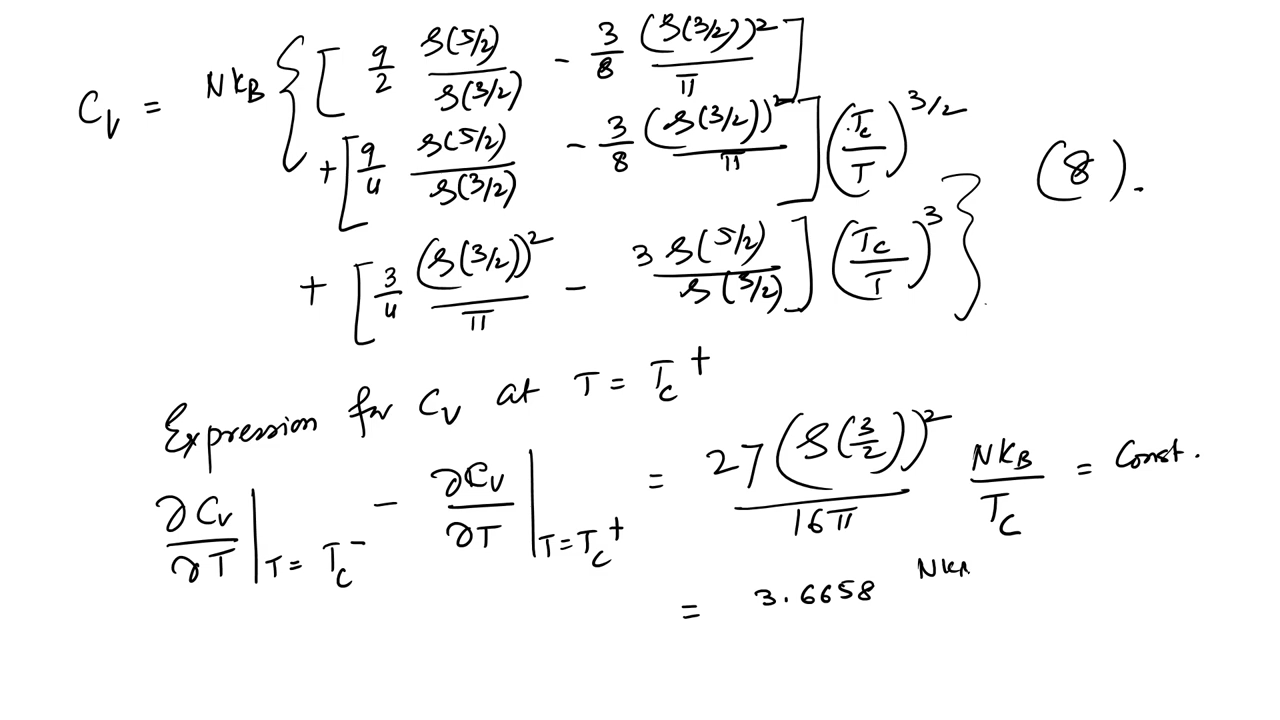 C_V = NK_B { [ 9/2 ζ(5/2)/ζ(3/2) - 3/8 (ζ(3/2))²/π ]
+ [ 9/4 ζ(5/2)/ζ(3/2) - 3/8 (ζ(3/2))²/π ] (T_c/T)^{3/2}
+ [ 3/4 (ζ(3/2))²/π - 3 ζ(5/2)/ζ(3/2) ] (T_c/T)^3 } (8).
Expression for C_V at T = T_c^+
∂C_V/∂T |_{T = T_c^-} - ∂C_V/∂T |_{T = T_c^+} = 27 (ζ(3/2))²/16π NK_B/T_C = Const.
= 3.6658 NK